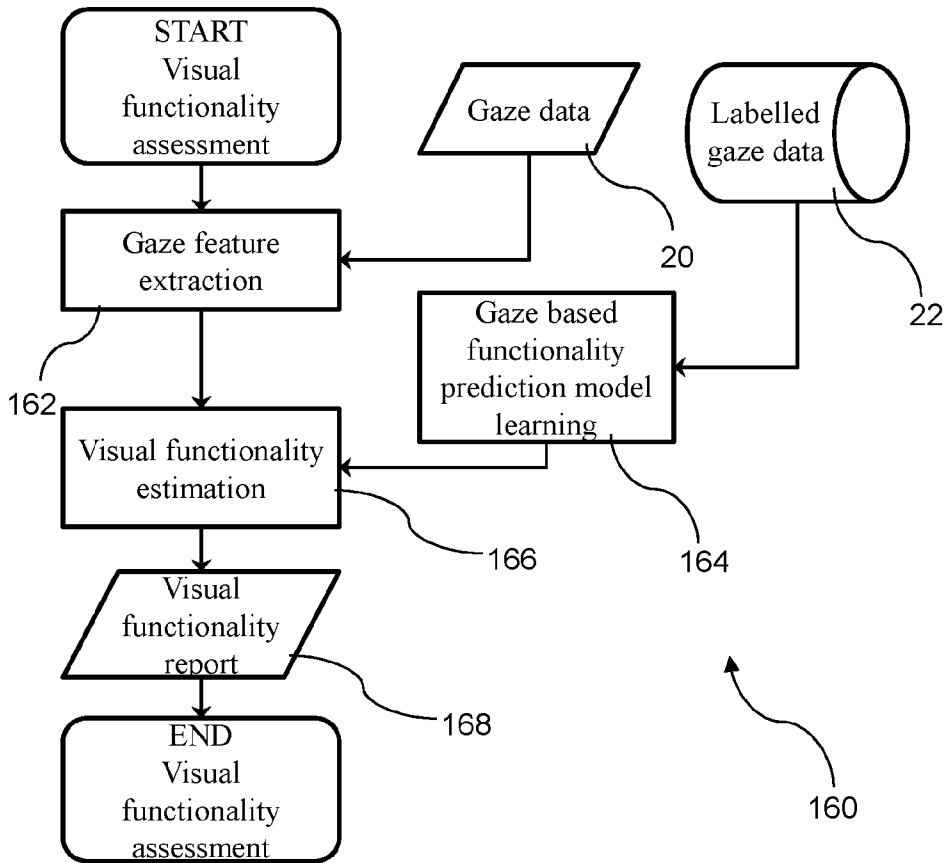 START
Visual
functionality
assessment
Gaze data
Labelled
gaze data
20
22
Gaze feature
extraction
162
Gaze based
functionality
prediction model
learning
164
Visual functionality
estimation
166
Visual
functionality
report
168
END
Visual
functionality
assessment
160